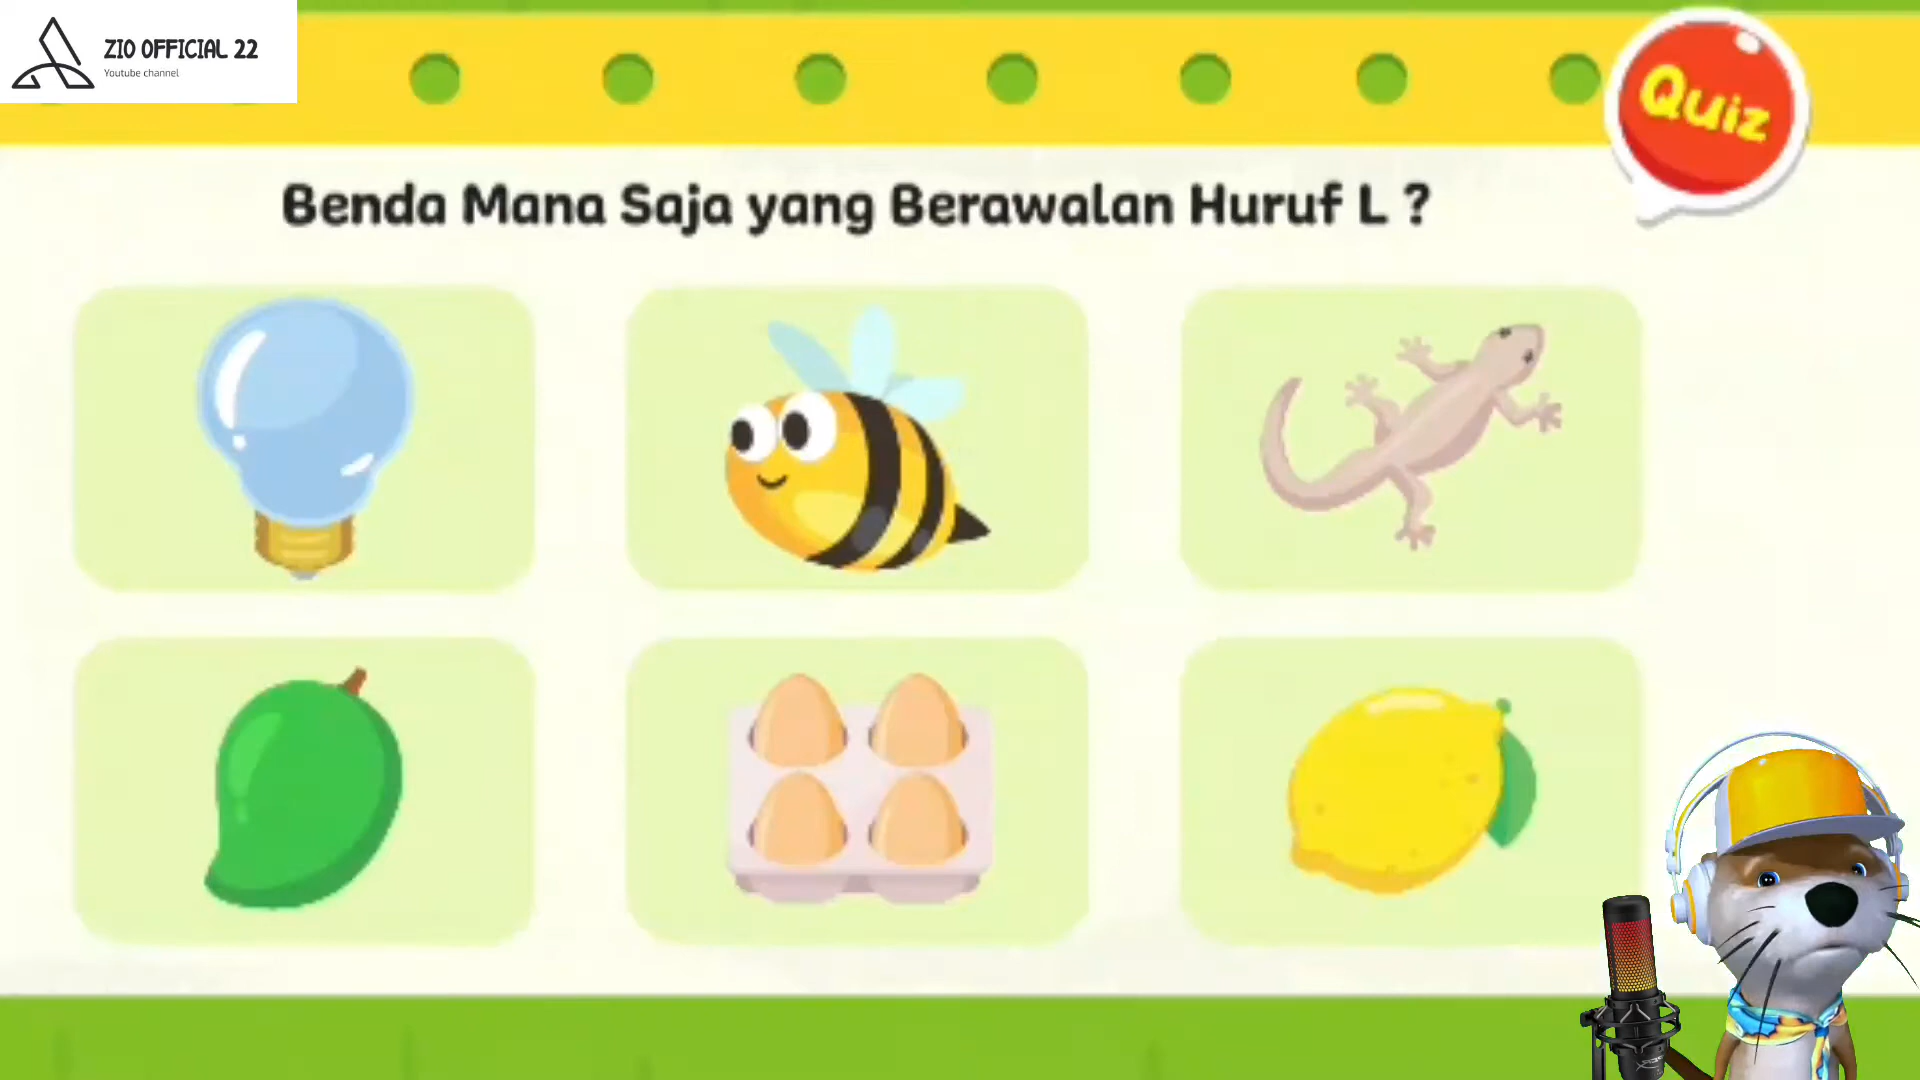 ZIO OFFICIAL 22
Youtube channel
Quiz
Benda Mana Saja yang Berawalan Huruf L ?